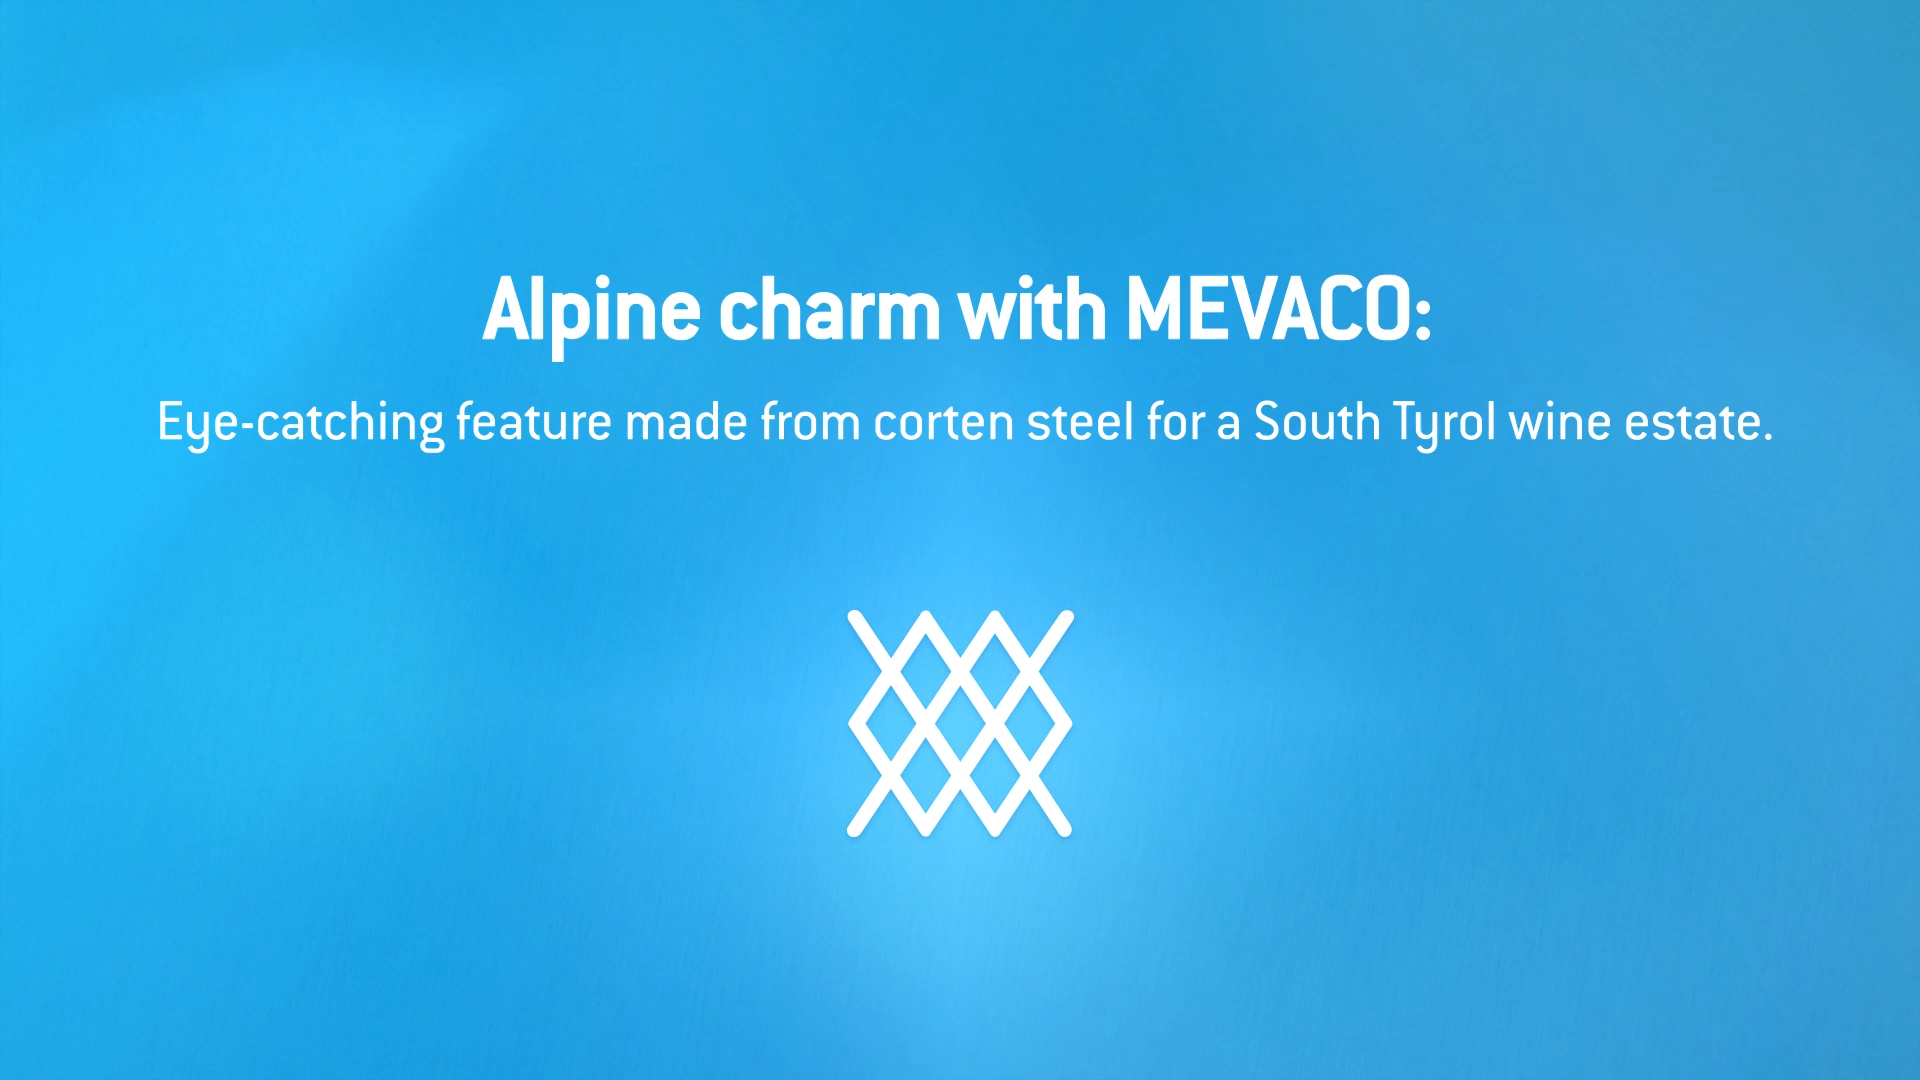 Alpine charm with MEVACO:
Eye-catching feature made from corten steel for a South Tyrol wine estate.